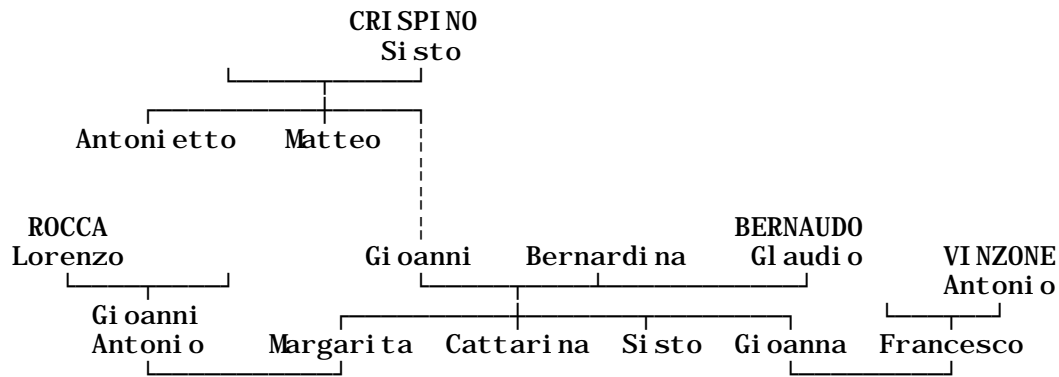 CRISPINO
Sisto
Antonietto Matteo
ROCCA BERNAUDO
Lorenzo Gioanni Bernardina Glaudio VINZONE
Antonio
Gioanni
Antonio Margarita Cattarina Sisto Gioanna Francesco